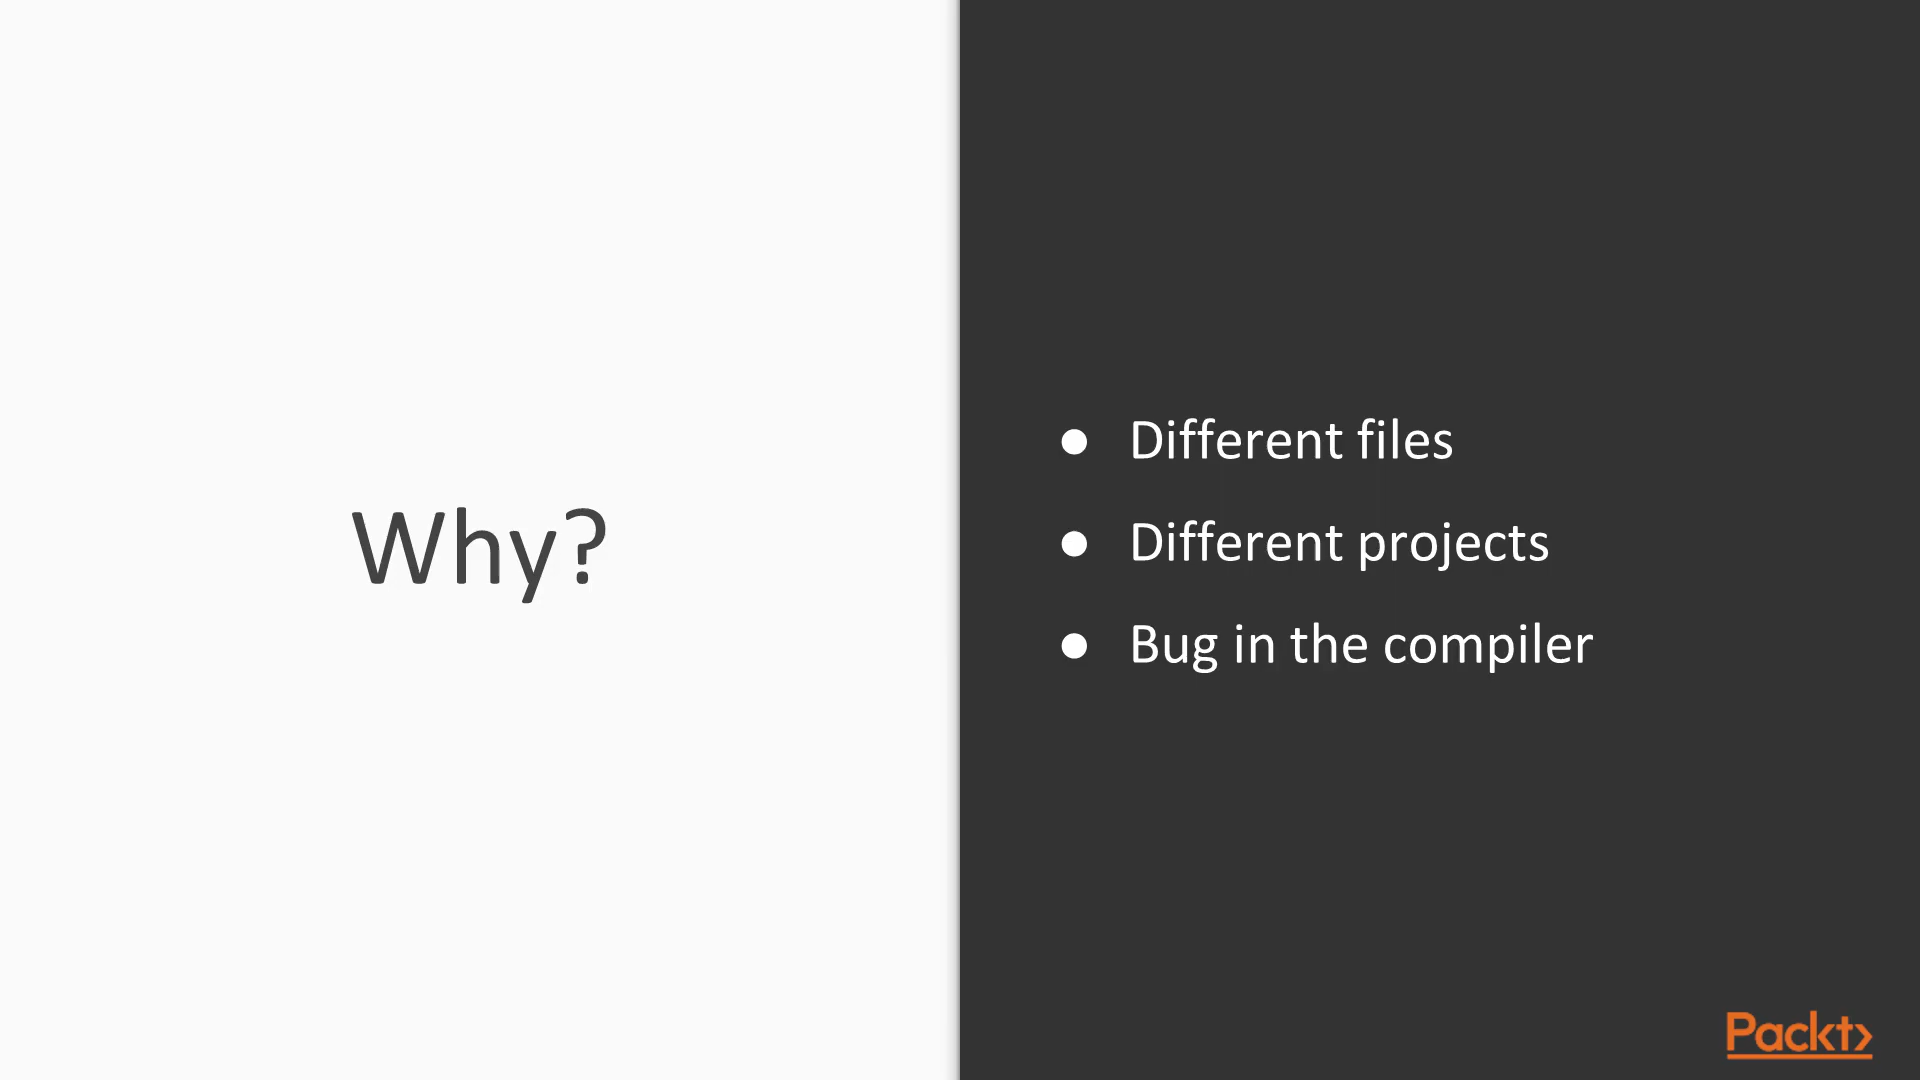 Why?
● Different files
● Different projects
● Bug in the compiler
Packt>